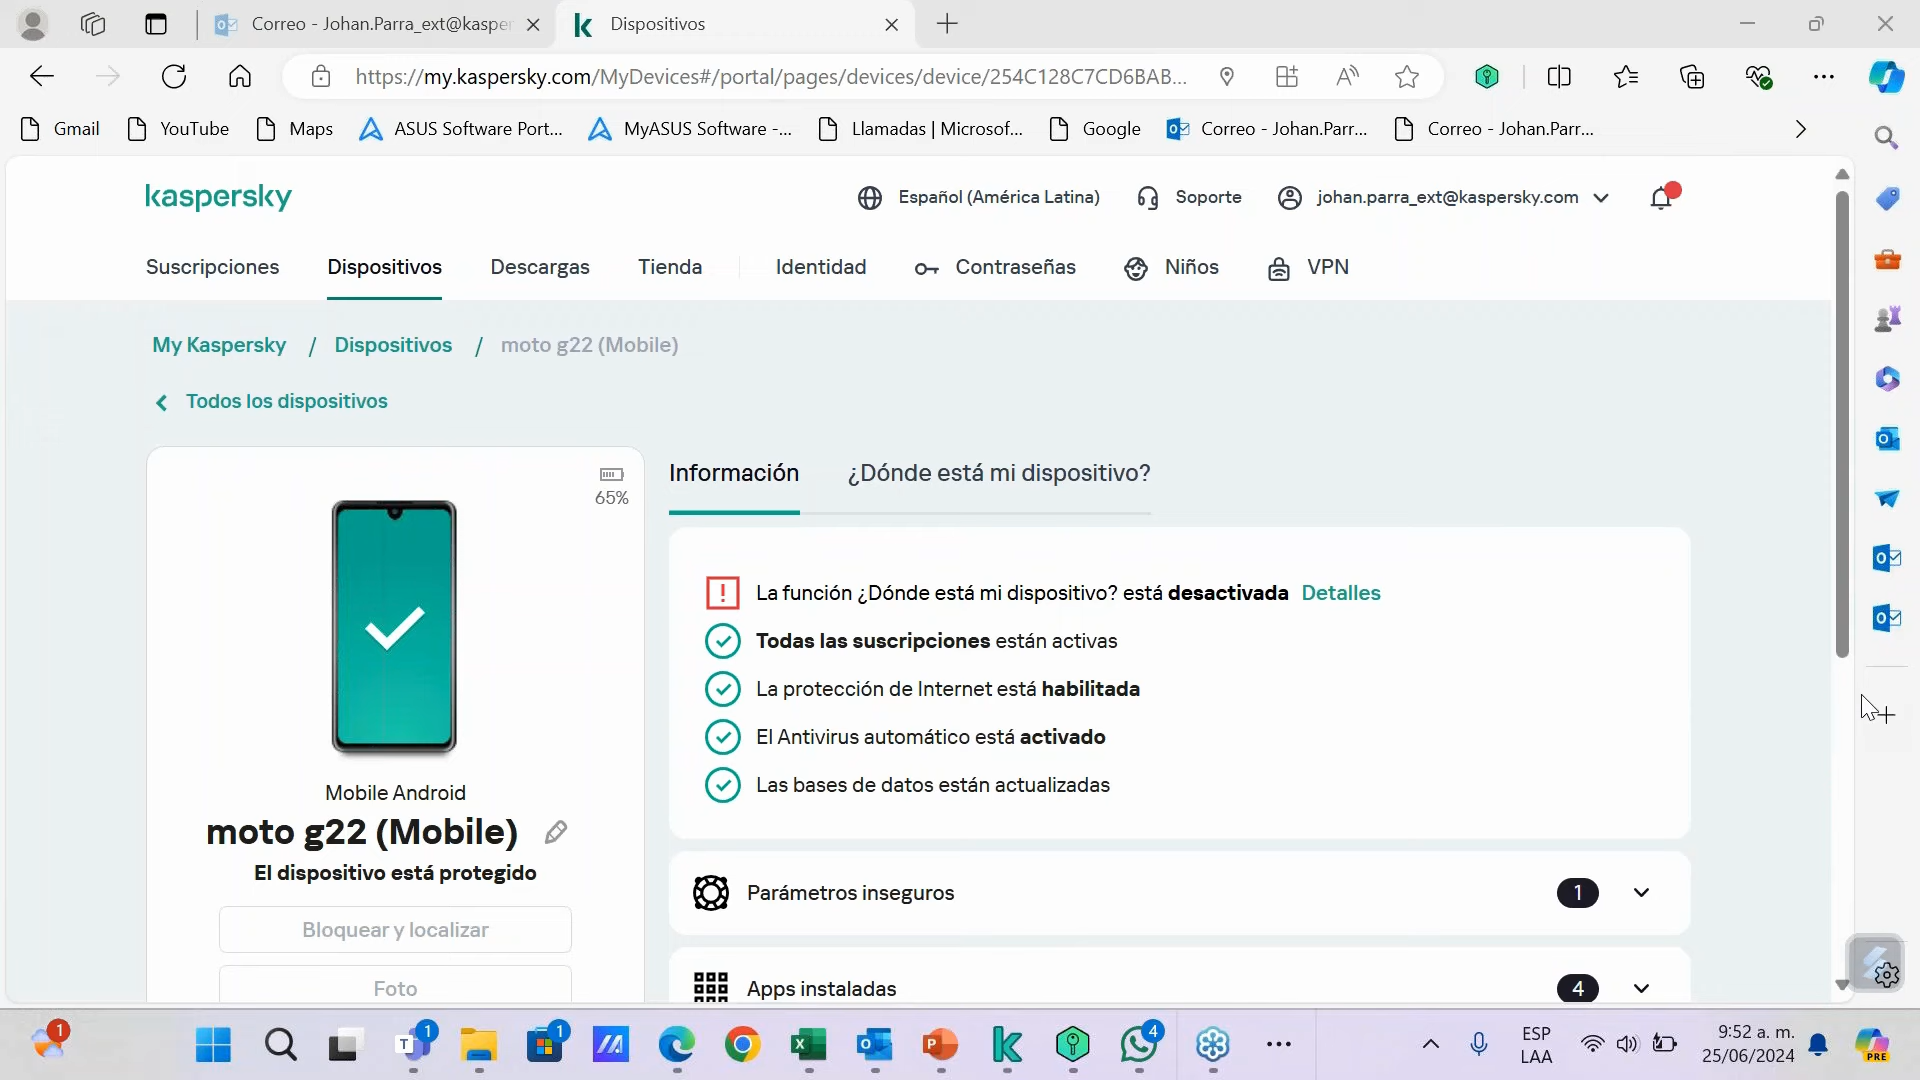 Correo - Johan.Parra_ext@kasper
Dispositivos
https://my.kaspersky.com/MyDevices#/portal/pages/devices/device/254C128C7CD6BAB...
Gmail
YouTube
Maps
ASUS Software Port...
MyASUS Software -...
Llamadas | Microsof...
Google
Correo - Johan.Parr...
Correo - Johan.Parr...
kaspersky
Español (América Latina)
Soporte
johan.parra_ext@kaspersky.com
Suscripciones
Dispositivos
Descargas
Tienda
Identidad
Contraseñas
Niños
VPN
My Kaspersky / Dispositivos / moto g22 (Mobile)
Todos los dispositivos
65%
Mobile Android
moto g22 (Mobile)
El dispositivo está protegido
Bloquear y localizar
Foto
Información
¿Dónde está mi dispositivo?
La función ¿Dónde está mi dispositivo? está desactivada Detalles
Todas las suscripciones están activas
La protección de Internet está habilitada
El Antivirus automático está activado
Las bases de datos están actualizadas
Parámetros inseguros
1
Apps instaladas
4
1
1
1
4
ESP
LAA
9:52 a. m.
25/06/2024
PRE